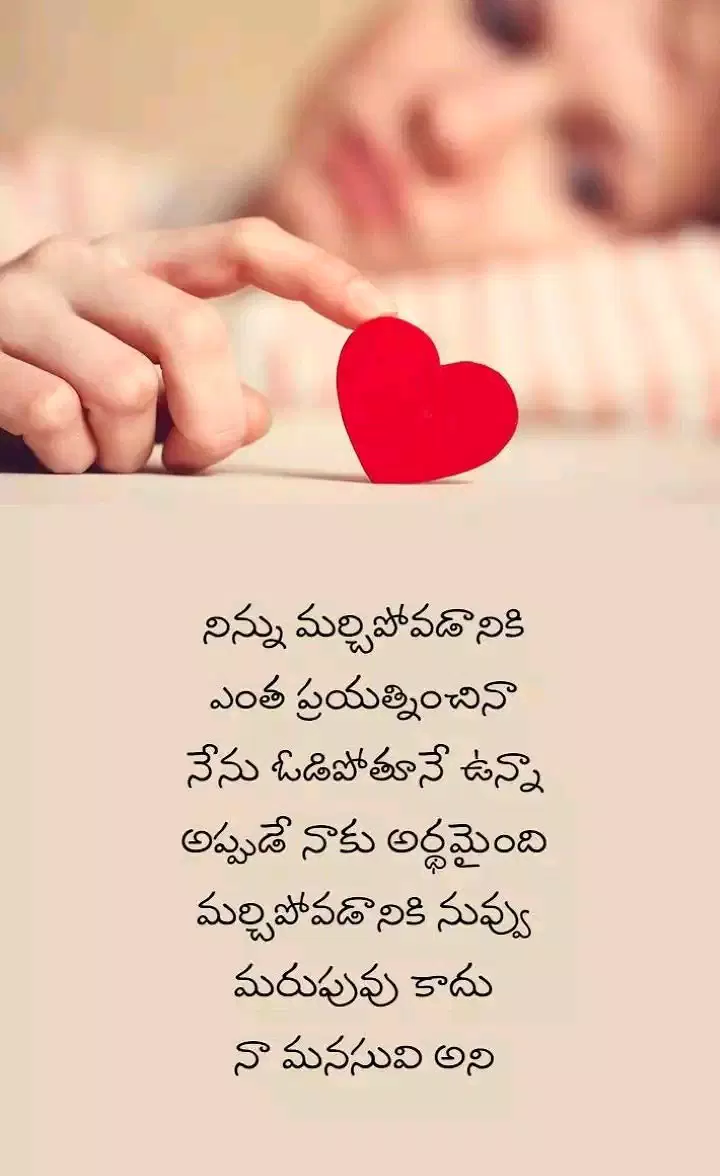 నిన్ను మర్చిపోవడానికి
ఎంత ప్రయత్నించినా
నేను ఓడిపోతూనే ఉన్నా
అప్పుడే నాకు అర్థమైంది
మర్చిపోవడానికి నువ్వు
మరుపువు కాదు
నా మనసువి అని